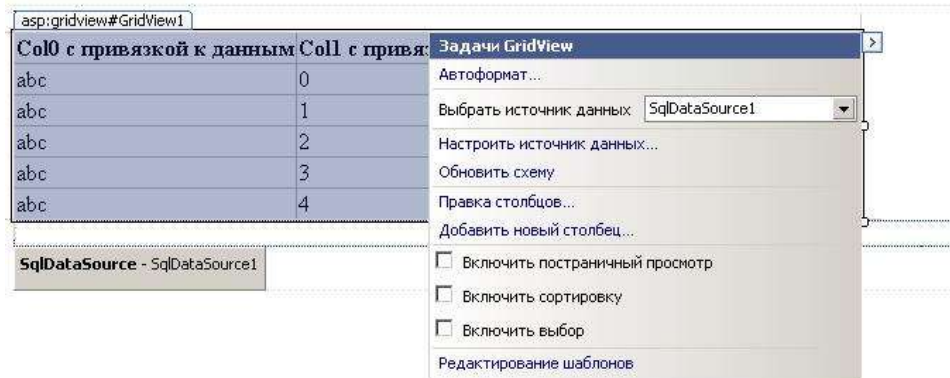 asp:gridview#GridView1
Col0 с привязкой к данным Col1 с привя
abc 0
abc 1
abc 2
abc 3
abc 4
SqlDataSource - SqlDataSource1
Задачи GridView
Автоформат...
Выбрать источник данных SqlDataSource1
Настроить источник данных...
Обновить схему
Правка столбцов...
Добавить новый столбец...
Включить постраничный просмотр
Включить сортировку
Включить выбор
Редактирование шаблонов